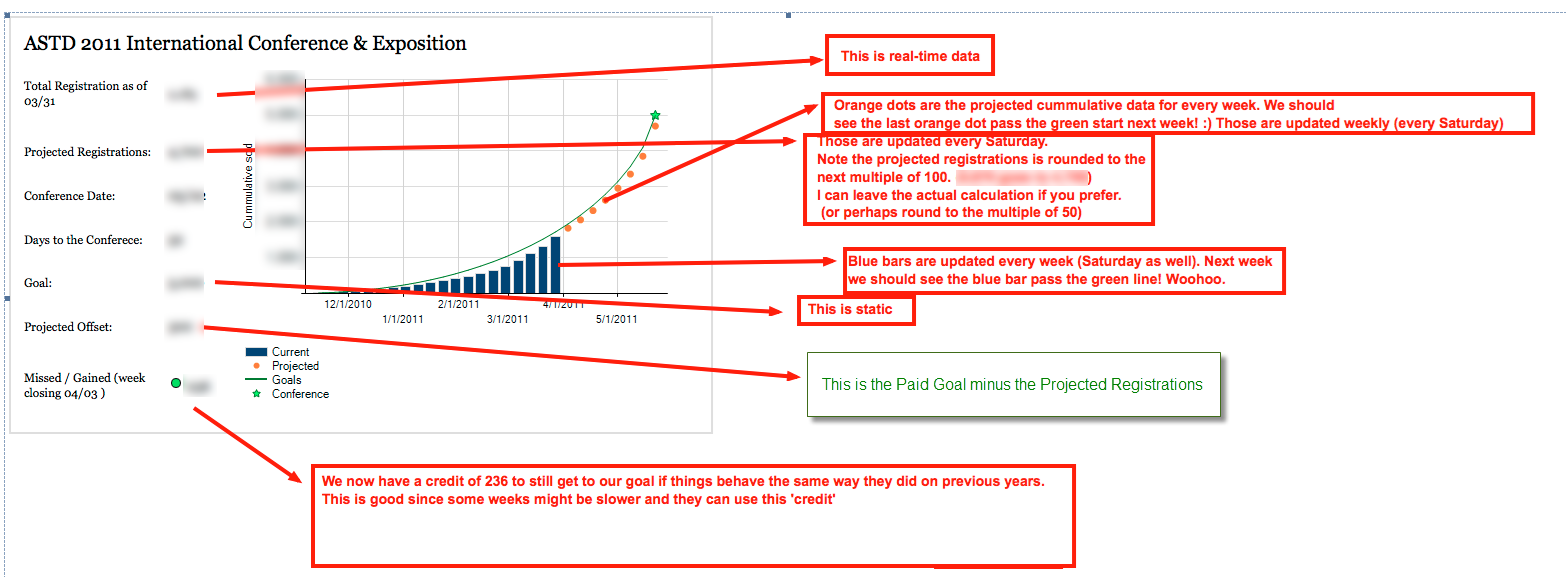 ASTD 2011 International Conference & Exposition
Total Registration as of
03/31
Projected Registrations:
Conference Date:
Days to the Conferece:
Goal:
Projected Offset:
Missed / Gained (week
closing 04/03 )
Cummulative sold
12/1/2010
2/1/2011
4/1/2011
1/1/2011
3/1/2011
5/1/2011
Current
Projected
Goals
Conference
This is real-time data
Orange dots are the projected cummulative data for every week. We should
see the last orange dot pass the green start next week! :) Those are updated weekly (every Saturday)
Those are updated every Saturday.
Note the projected registrations is rounded to the
next multiple of 100. )
I can leave the actual calculation if you prefer.
(or perhaps round to the multiple of 50)
Blue bars are updated every week (Saturday as well). Next week
we should see the blue bar pass the green line! Woohoo.
This is static
This is the Paid Goal minus the Projected Registrations
We now have a credit of 236 to still get to our goal if things behave the same way they did on previous years.
This is good since some weeks might be slower and they can use this 'credit'